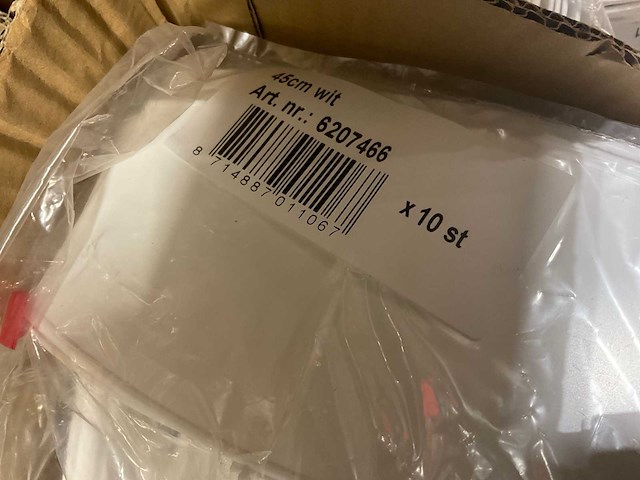 45cm wit
Art. nr.: 6207466
8 714887 011067
x 10 st